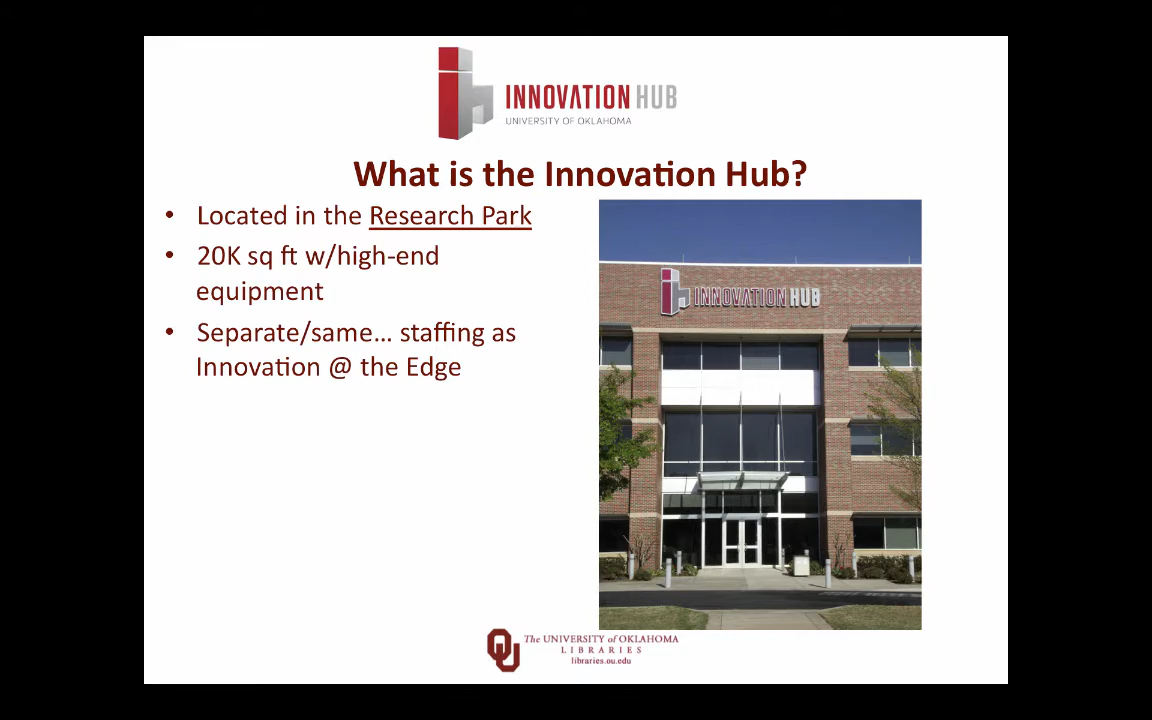 INNOVATION HUB
UNIVERSITY OF OKLAHOMA
What is the Innovation Hub?
• Located in the Research Park
• 20K sq ft w/high-end
equipment
• Separate/same… staffing as
Innovation @ the Edge
INNOVATION HUB
The UNIVERSITY of OKLAHOMA
LIBRARIES
libraries.ou.edu